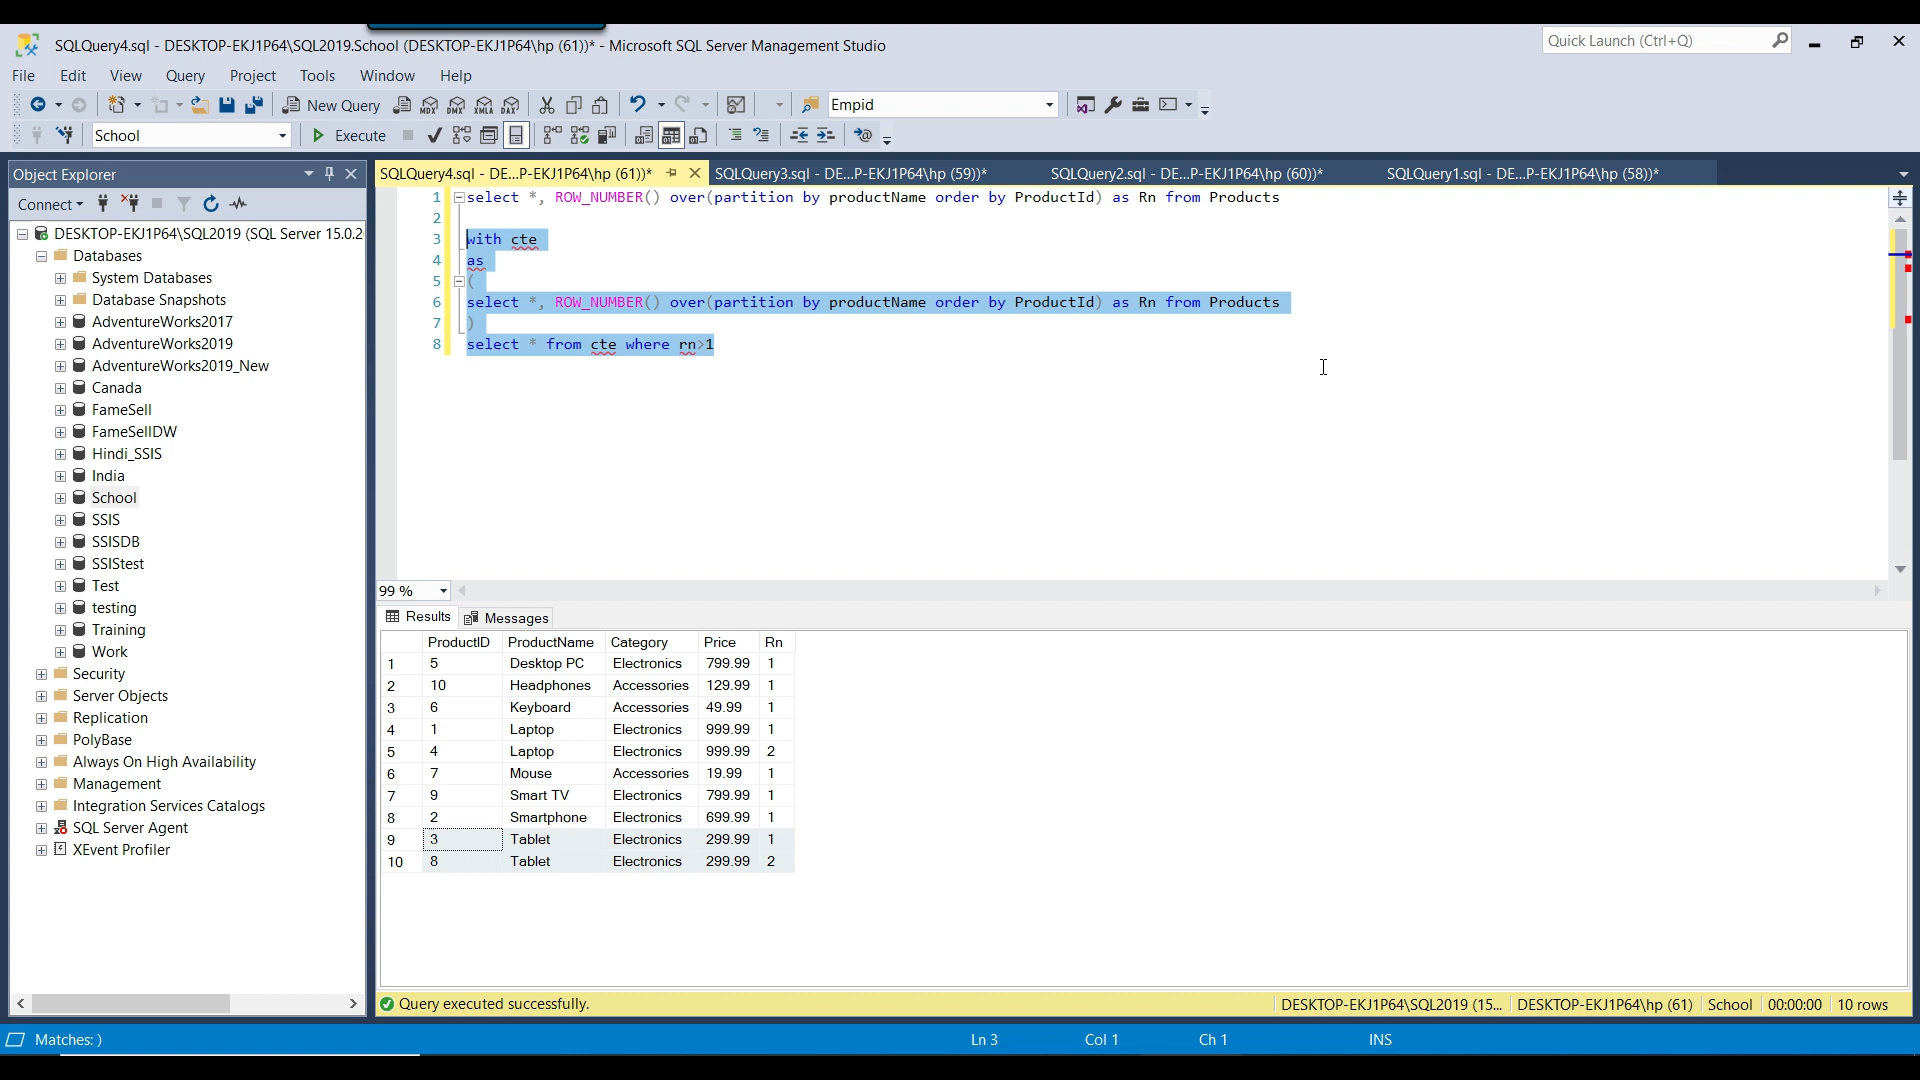 SQLQuery4.sql - DESKTOP-EKJ1P64\SQL2019.School (DESKTOP-EKJ1P64\hp (61))* - Microsoft SQL Server Management Studio
Quick Launch (Ctrl+Q)
File Edit View Query Project Tools Window Help
New Query MDX DMX XMLA DAX Empid
School Execute
Object Explorer
SQLQuery4.sql - DE...P-EKJ1P64\hp (61))* SQLQuery3.sql - DE...P-EKJ1P64\hp (59))* SQLQuery2.sql - DE...P-EKJ1P64\hp (60))* SQLQuery1.sql - DE...P-EKJ1P64\hp (58))*
Connect
DESKTOP-EKJ1P64\SQL2019 (SQL Server 15.0.2
Databases
System Databases
Database Snapshots
AdventureWorks2017
AdventureWorks2019
AdventureWorks2019_New
Canada
FameSell
FameSellDW
Hindi_SSIS
India
School
SSIS
SSISDB
SSIStest
Test
testing
Training
Work
Security
Server Objects
Replication
PolyBase
Always On High Availability
Management
Integration Services Catalogs
SQL Server Agent
XEvent Profiler
1 select *, ROW_NUMBER() over(partition by productName order by ProductId) as Rn from Products
2
3 with cte
4 as
5 (
6 select *, ROW_NUMBER() over(partition by productName order by ProductId) as Rn from Products
7 )
8 select * from cte where rn>1
99 %
Results Messages
ProductID ProductName Category Price Rn
1 5 Desktop PC Electronics 799.99 1
2 10 Headphones Accessories 129.99 1
3 6 Keyboard Accessories 49.99 1
4 1 Laptop Electronics 999.99 1
5 4 Laptop Electronics 999.99 2
6 7 Mouse Accessories 19.99 1
7 9 Smart TV Electronics 799.99 1
8 2 Smartphone Electronics 699.99 1
9 3 Tablet Electronics 299.99 1
10 8 Tablet Electronics 299.99 2
Query executed successfully. DESKTOP-EKJ1P64\SQL2019 (15... DESKTOP-EKJ1P64\hp (61) School 00:00:00 10 rows
Matches: ) Ln 3 Col 1 Ch 1 INS